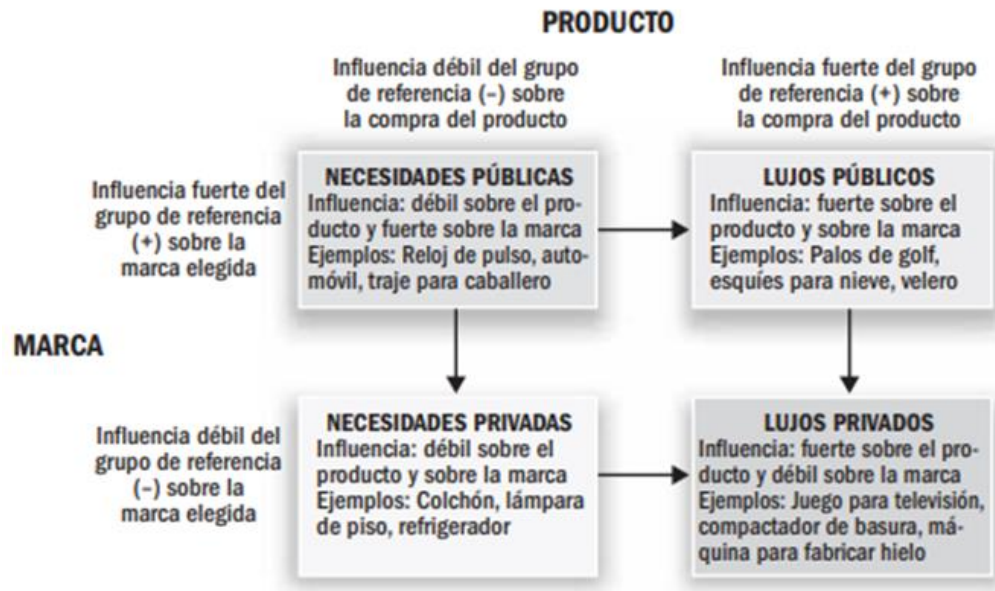 PRODUCTO
Influencia débil del grupo
de referencia (-) sobre
la compra del producto
Influencia fuerte del grupo
de referencia (+) sobre
la compra del producto
Influencia fuerte del
grupo de referencia
(+) sobre la
marca elegida
NECESIDADES PÚBLICAS
Influencia: débil sobre el pro-
ducto y fuerte sobre la marca
Ejemplos: Reloj de pulso, auto-
móvil, traje para caballero
LUJOS PÚBLICOS
Influencia: fuerte sobre el
producto y sobre la marca
Ejemplos: Palos de golf,
esquíes para nieve, velero
MARCA
Influencia débil del
grupo de referencia
(-) sobre la
marca elegida
NECESIDADES PRIVADAS
Influencia: débil sobre el
producto y sobre la marca
Ejemplos: Colchón, lámpara
de piso, refrigerador
LUJOS PRIVADOS
Influencia: fuerte sobre el pro-
ducto y débil sobre la marca
Ejemplos: Juego para televisión,
compactador de basura, má-
quina para fabricar hielo